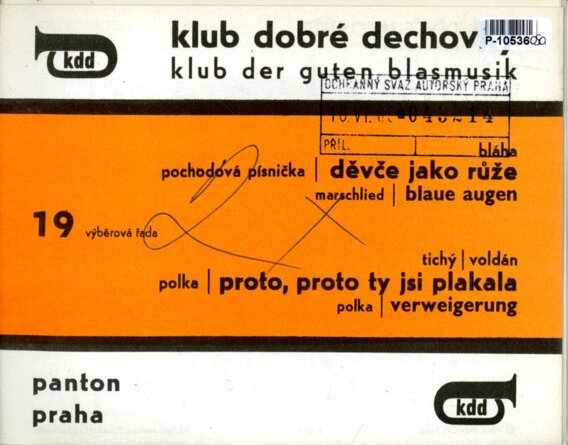 kdd
klub dobré dechov
klub der guten blasmusik
OCHRANNÝ SVAZ AUTORSKÝ PRAHA
PŘÍL.
bláha
pochodová písnička | děvče jako růže
marschlied | blaue augen
19 výběrová řada
2x
tichý | voldán
polka | proto, proto ty jsi plakala
polka | verweigerung
panton
praha
kdd